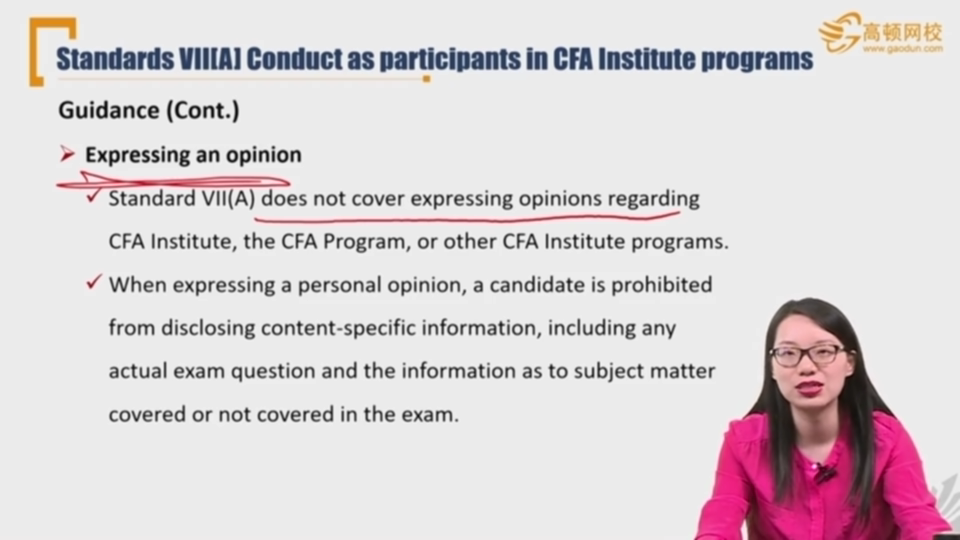 Standards VII[A] Conduct as participants in CFA Institute programs
高顿网校
www.gaodun.com
Guidance (Cont.)
Expressing an opinion
Standard VII(A) does not cover expressing opinions regarding
CFA Institute, the CFA Program, or other CFA Institute programs.
When expressing a personal opinion, a candidate is prohibited
from disclosing content-specific information, including any
actual exam question and the information as to subject matter
covered or not covered in the exam.